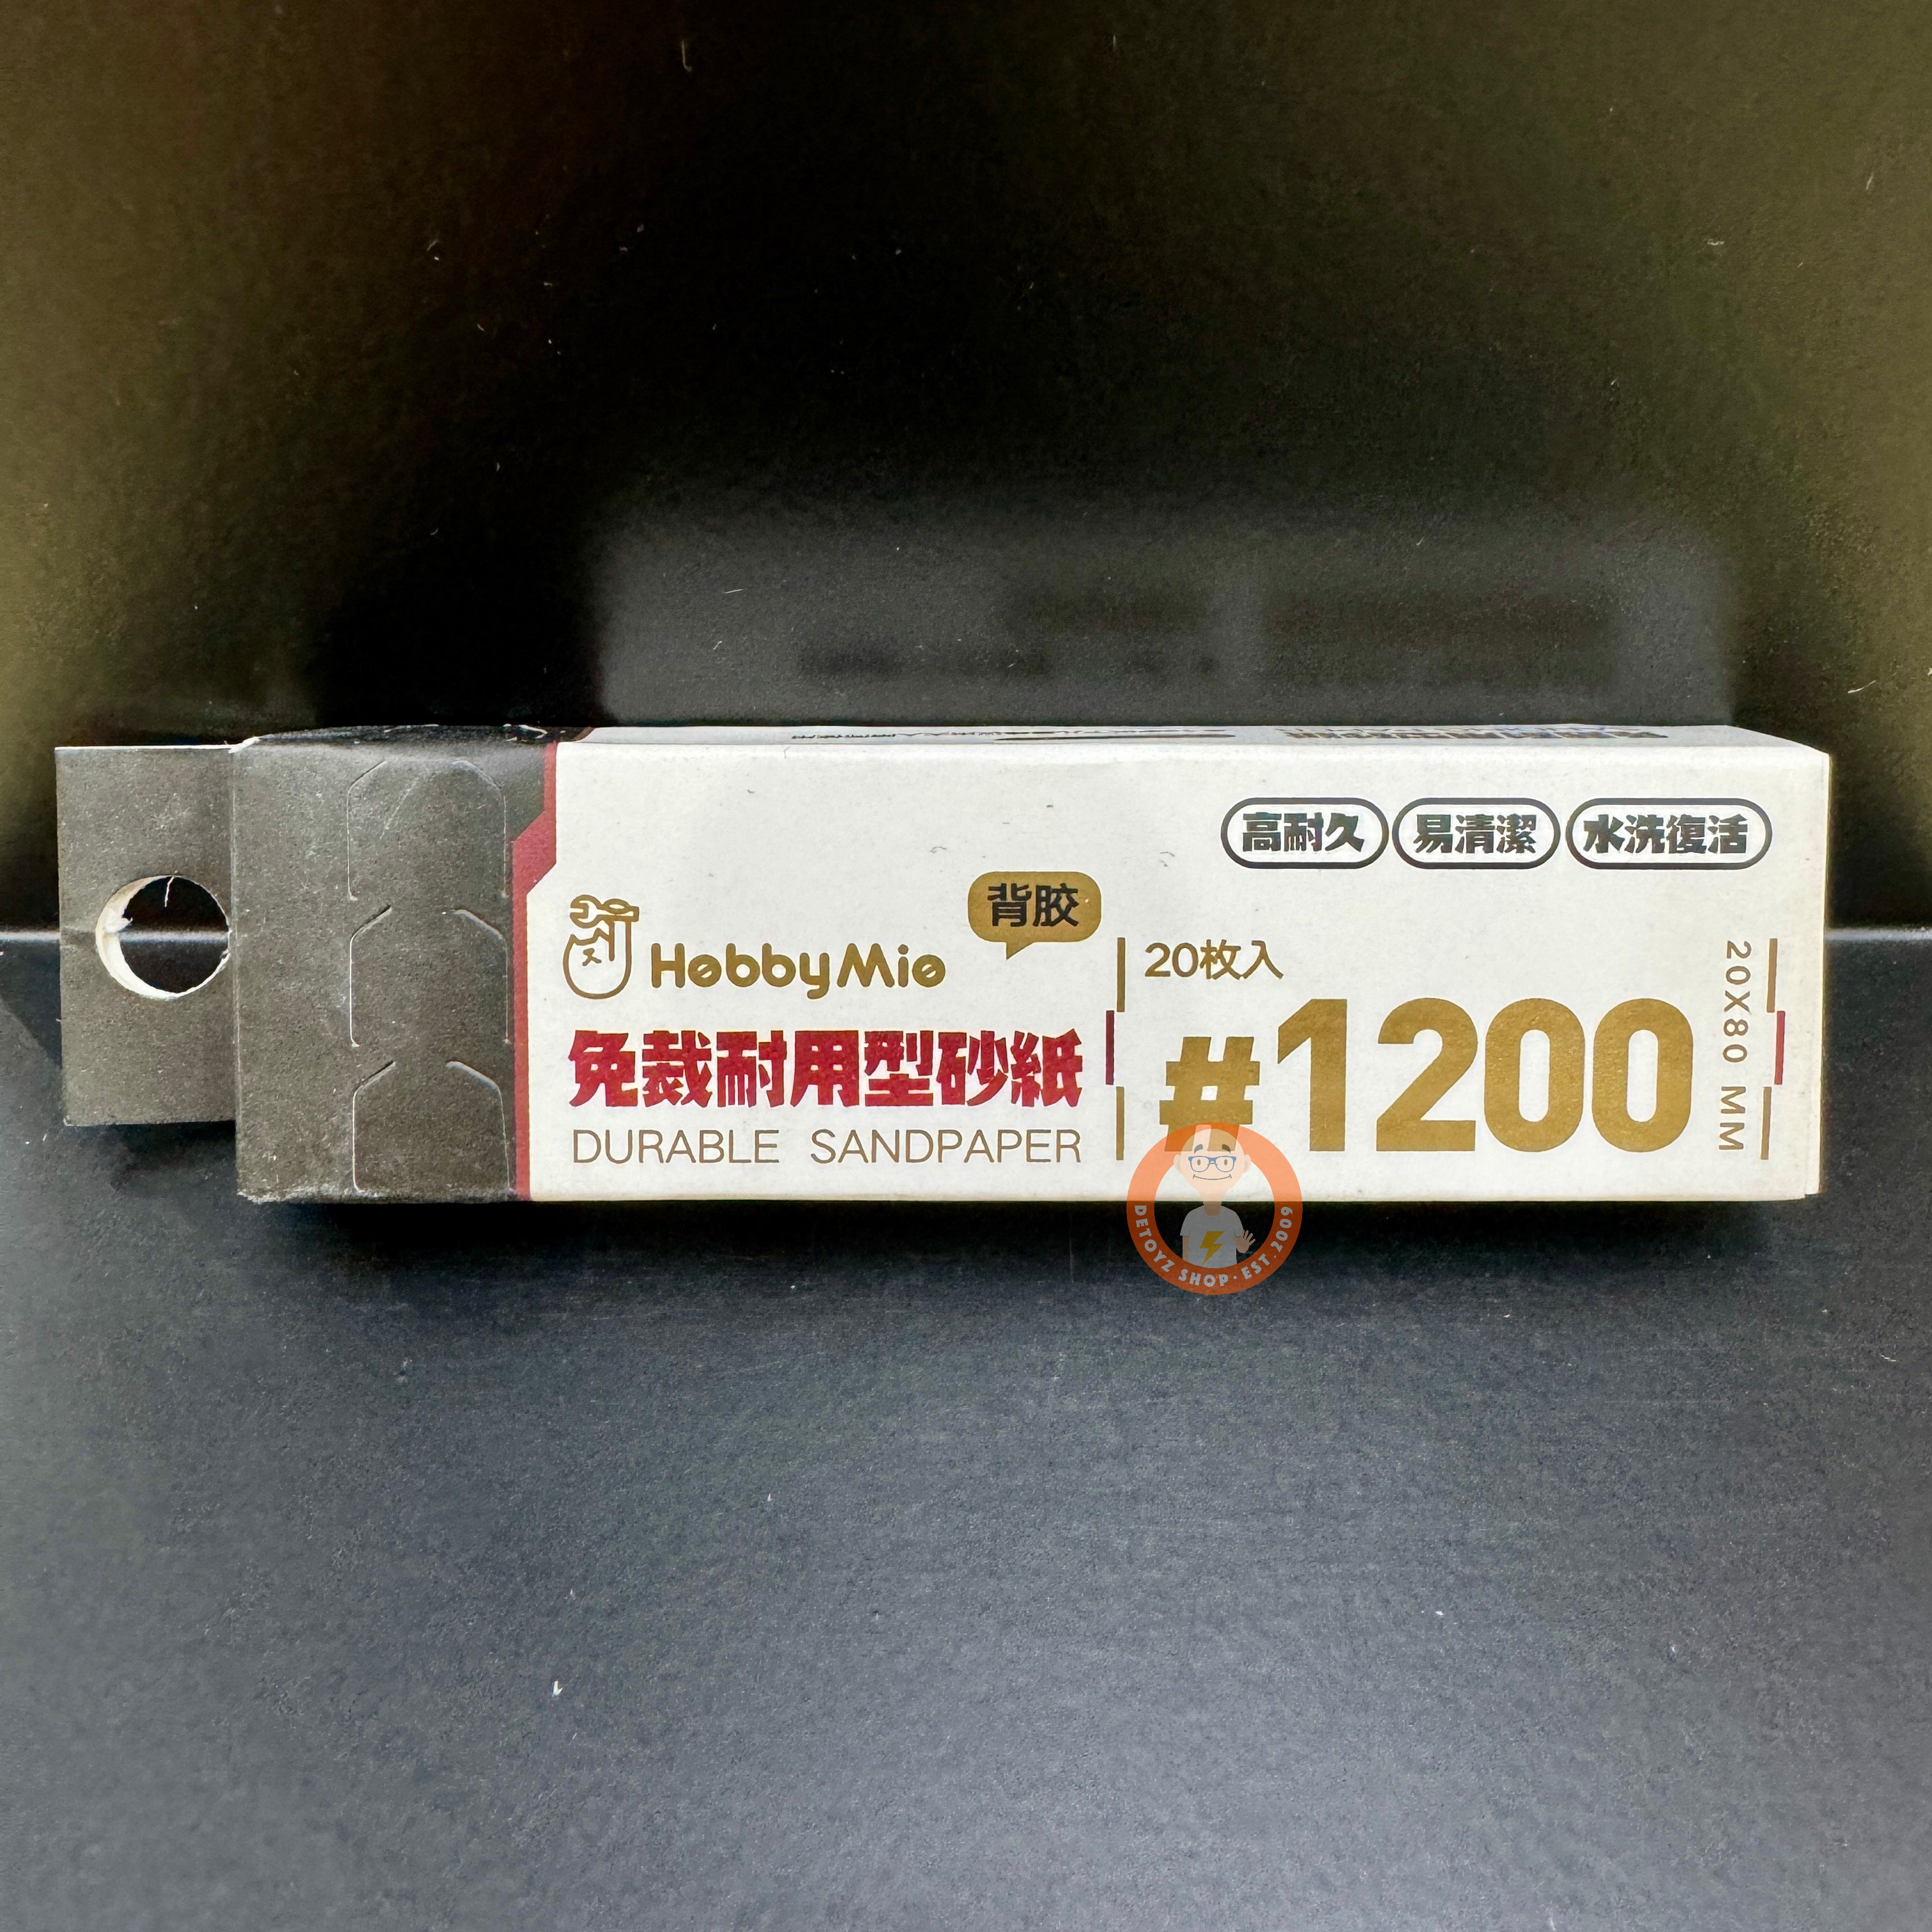 高耐久 易清潔 水洗復活
背胶
HobbyMio
20枚入
免裁耐用型砂紙
#1200
20X80 MM
DURABLE SANDPAPER
DETOYZ SHOP·EST.2009